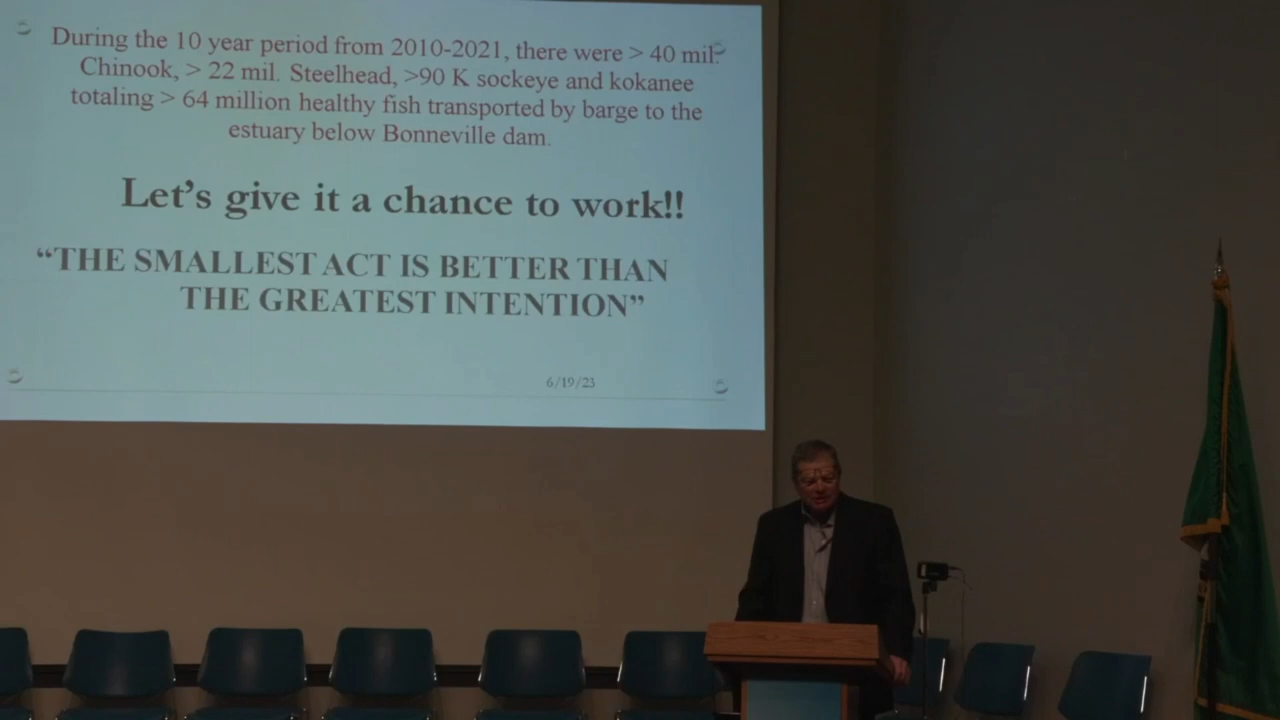 During the 10 year period from 2010-2021, there were > 40 mil.
Chinook, > 22 mil. Steelhead, >90 K sockeye and kokanee
totaling > 64 million healthy fish transported by barge to the
estuary below Bonneville dam.
Let's give it a chance to work!!
“THE SMALLEST ACT IS BETTER THAN
THE GREATEST INTENTION”
6/19/23